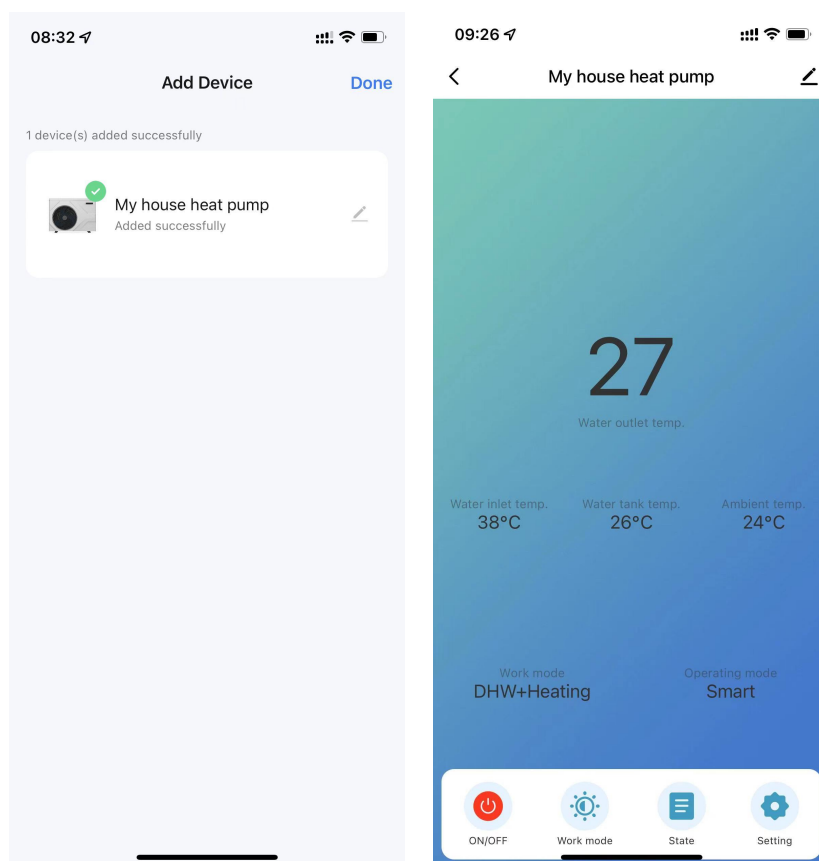 08:32
Add Device
Done
1 device(s) added successfully
My house heat pump
Added successfully
09:26
My house heat pump
27
Water outlet temp.
Water inlet temp. Water tank temp. Ambient temp.
38°C 26°C 24°C
Work mode Operating mode
DHW+Heating Smart
ON/OFF Work mode State Setting